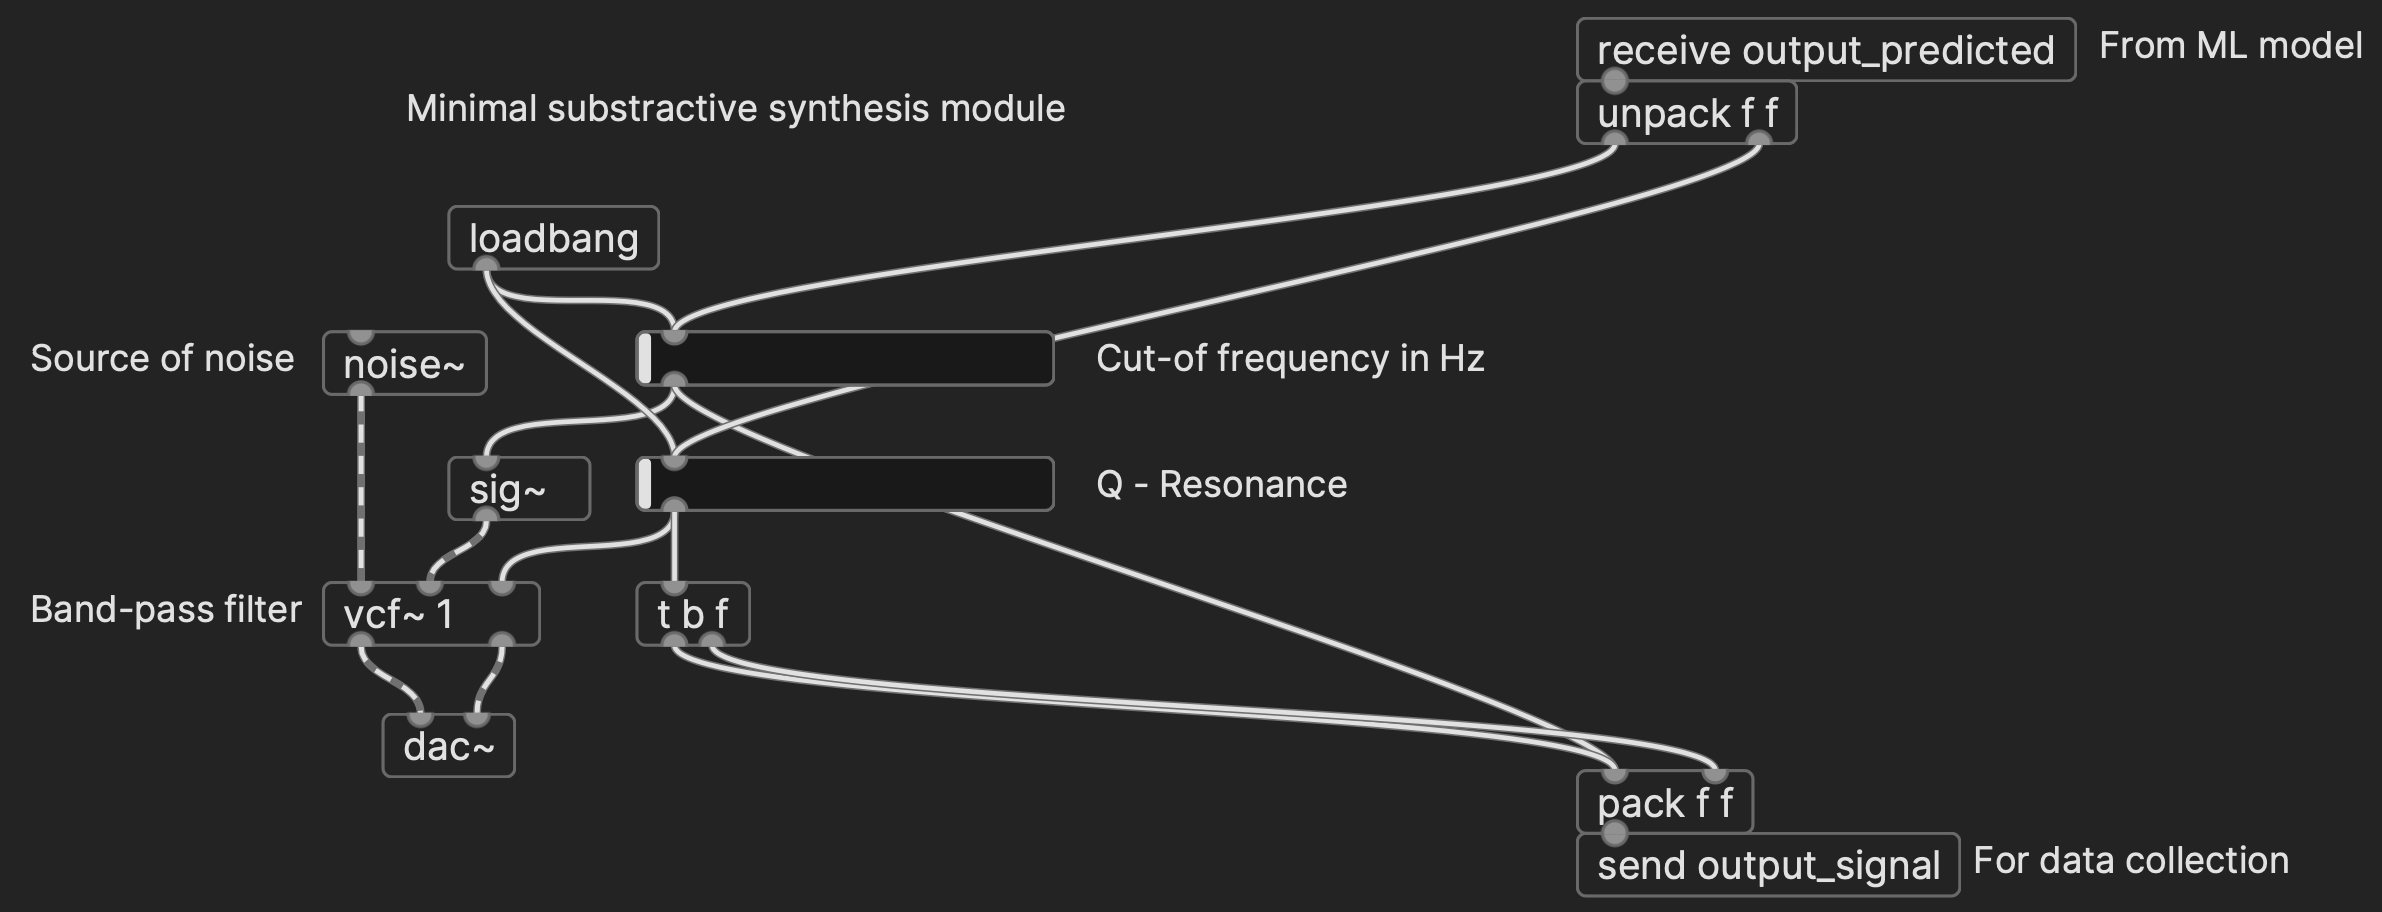 receive output_predicted
From ML model
Minimal substractive synthesis module
unpack f f
loadbang
Source of noise
noise~
Cut-of frequency in Hz
sig~
Q - Resonance
Band-pass filter
vcf~ 1
t b f
dac~
pack f f
send output_signal
For data collection